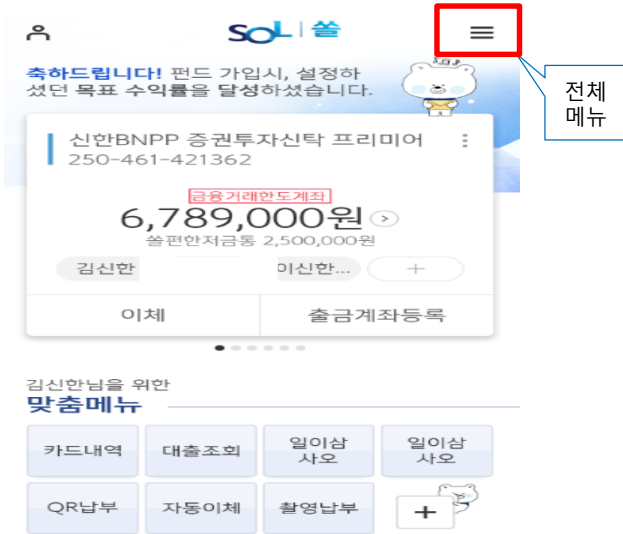 SOL | 쏠
축하드립니다! 펀드 가입시, 설정하
셨던 목표 수익률을 달성하셨습니다.
전체
메뉴
신한BNPP 증권투자신탁 프리미어
250-461-421362
금융거래한도계좌
6,789,000원
쏠편한저금통 2,500,000원
김신한
이신한...
+
이체
출금계좌등록
김신한님을 위한
맞춤메뉴
카드내역
대출조회
일이삼
사오
일이삼
사오
QR납부
자동이체
촬영납부
+